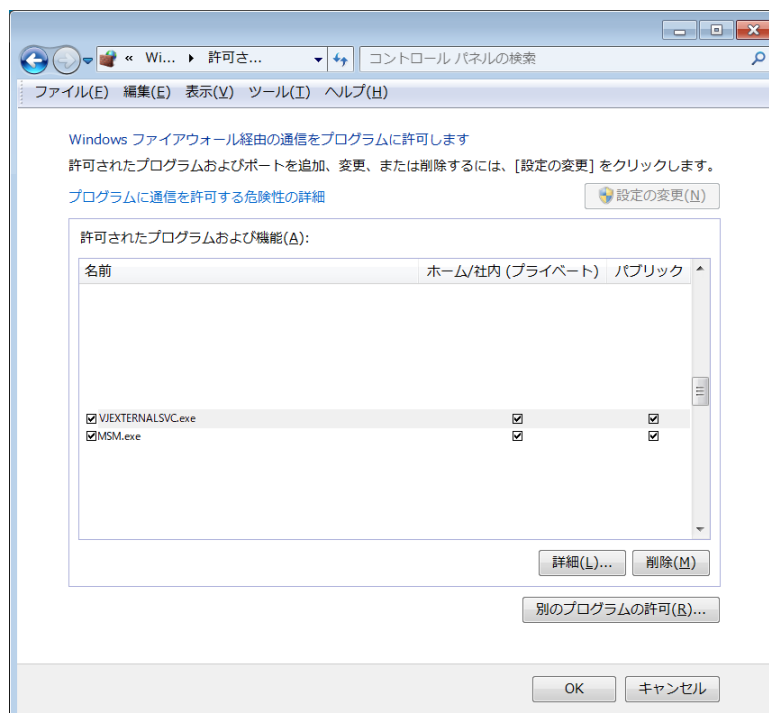 « Wi... 許可さ... コントロール パネルの検索
ファイル(F) 編集(E) 表示(V) ツール(T) ヘルプ(H)
Windows ファイアウォール経由の通信をプログラムに許可します
許可されたプログラムおよびポートを追加、変更、または削除するには、[設定の変更] をクリックします。
プログラムに通信を許可する危険性の詳細
設定の変更(N)
許可されたプログラムおよび機能(A):
名前 ホーム/社内 (プライベート) パブリック
VJEXTERNALSVC.exe
MSM.exe
詳細(L)... 削除(M)
別のプログラムの許可(R)...
OK キャンセル